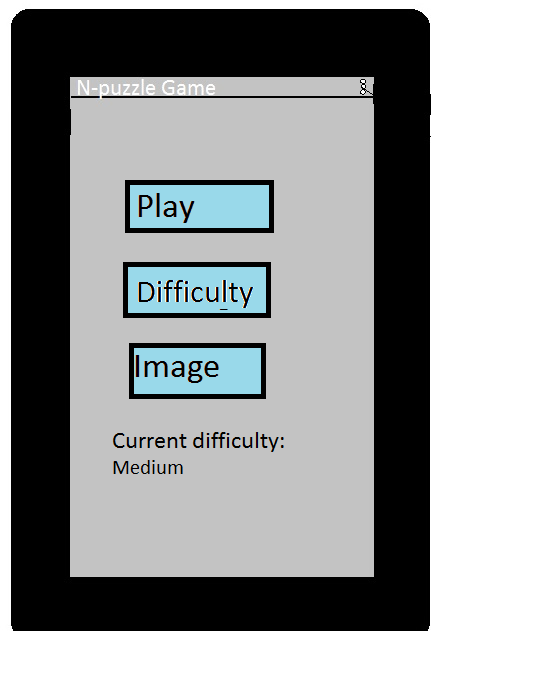 N-puzzle Game
Play
Difficulty
Image
Current difficulty:
Medium